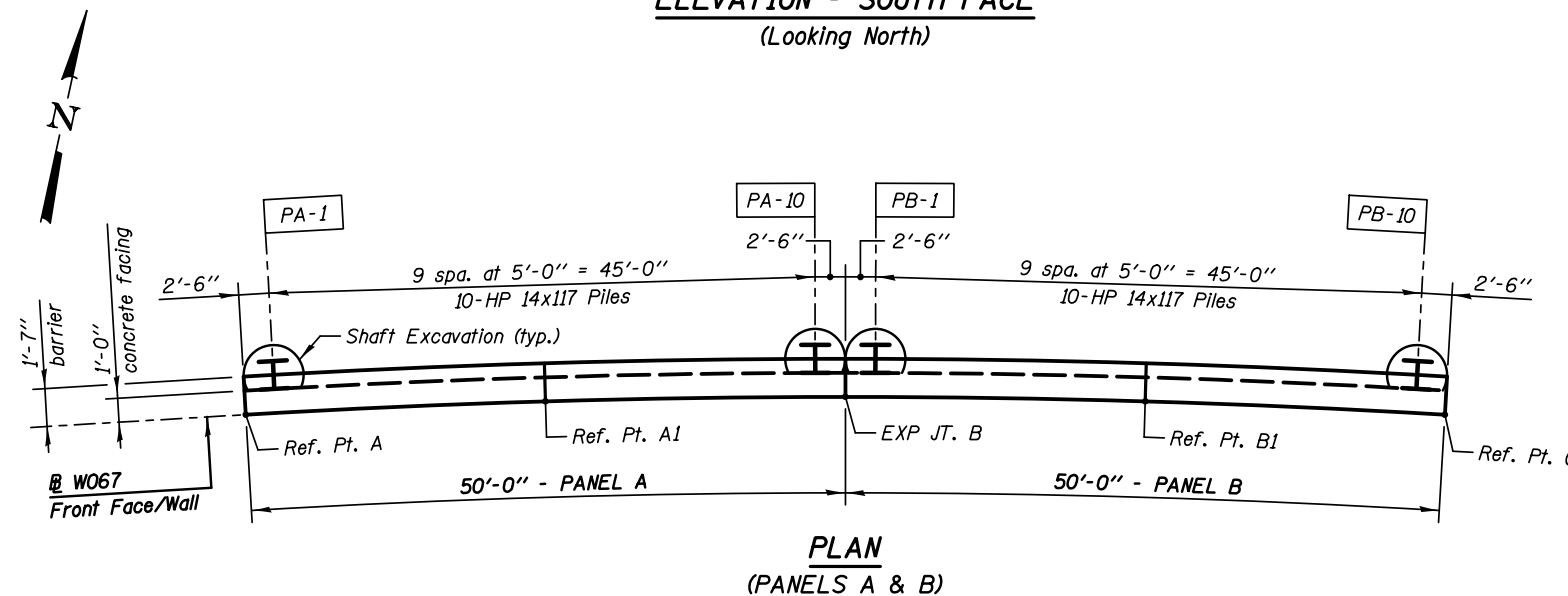 ELEVATION - SOUTH FACE
(Looking North)
N
PA-1
PA-10
PB-1
PB-10
2'-6"
9 spa. at 5'-0" = 45'-0"
10-HP 14x117 Piles
2'-6"
2'-6"
9 spa. at 5'-0" = 45'-0"
10-HP 14x117 Piles
2'-6"
1'-7"
barrier
1'-0"
concrete facing
Shaft Excavation (typ.)
Ref. Pt. A
Ref. Pt. A1
EXP JT. B
Ref. Pt. B1
Ref. Pt.
BL W067
Front Face/Wall
50'-0" - PANEL A
50'-0" - PANEL B
PLAN
(PANELS A & B)